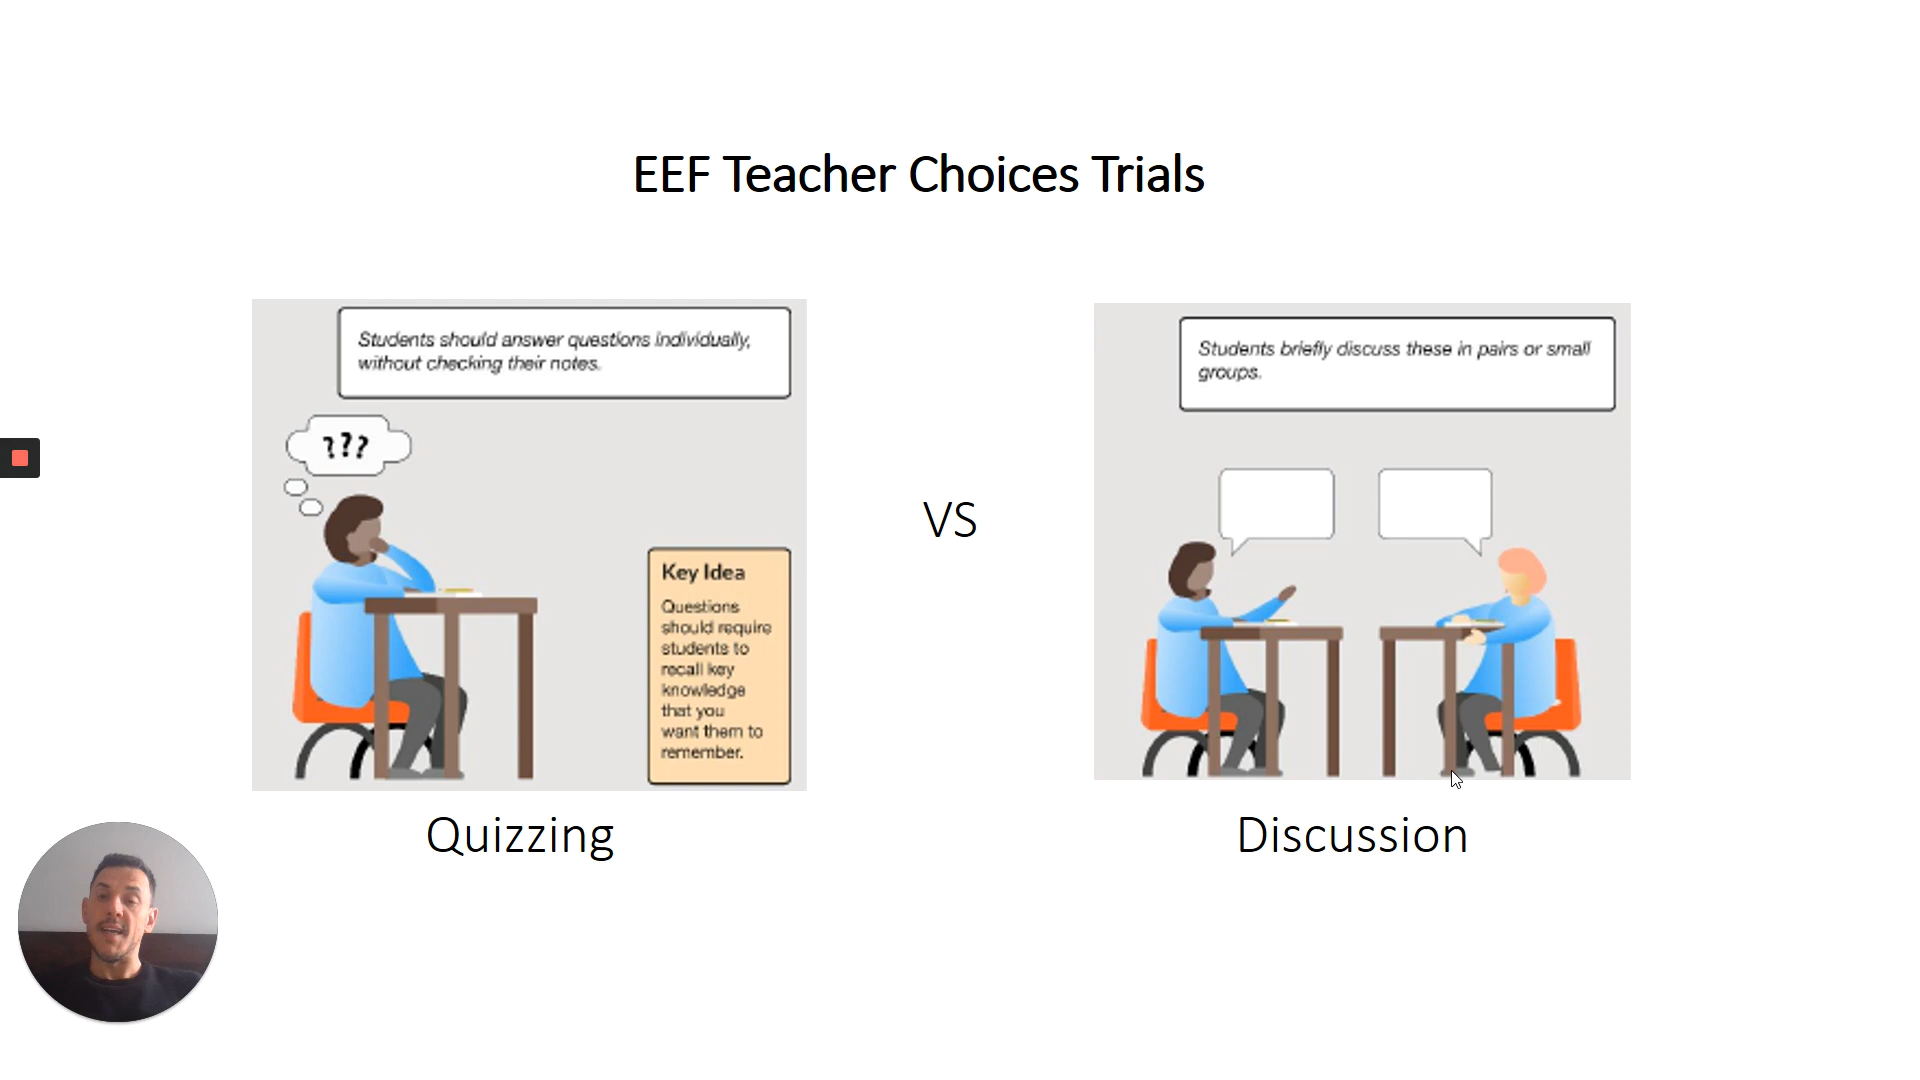 EEF Teacher Choices Trials
Students should answer questions individually,
without checking their notes.
???
Key Idea
Questions
should require
students to
recall key
knowledge
that you
want them to
remember.
Quizzing
VS
Students briefly discuss these in pairs or small
groups.
Discussion